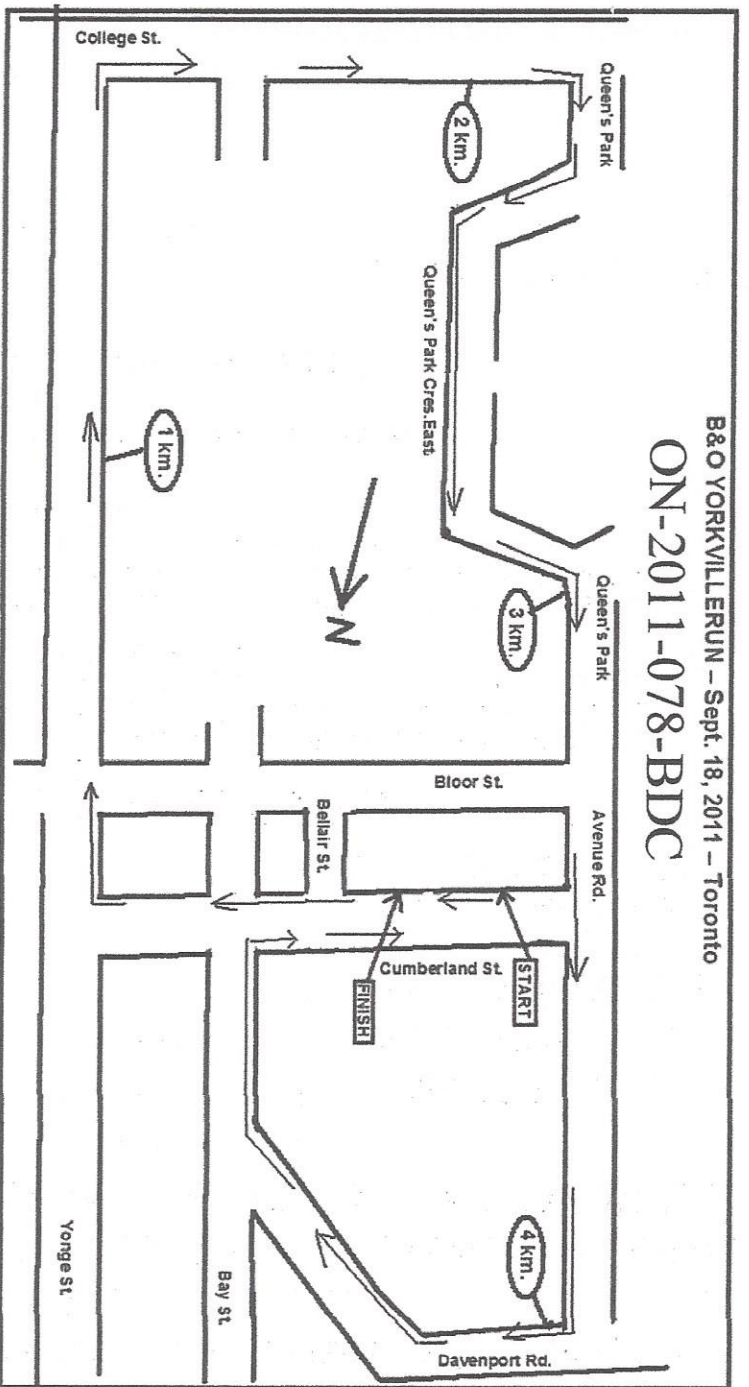 B&O YORKVILLERUN – Sept. 18, 2011 – Toronto
ON-2011-078-BDC
College St.
Queen's Park
2 km.
Queen's Park Cres.East
1 km.
N
3 km.
Queen's Park
Bloor St.
Bellair St.
Avenue Rd.
START
Cumberland St.
FINISH
4 km.
Yonge St.
Bay St.
Davenport Rd.